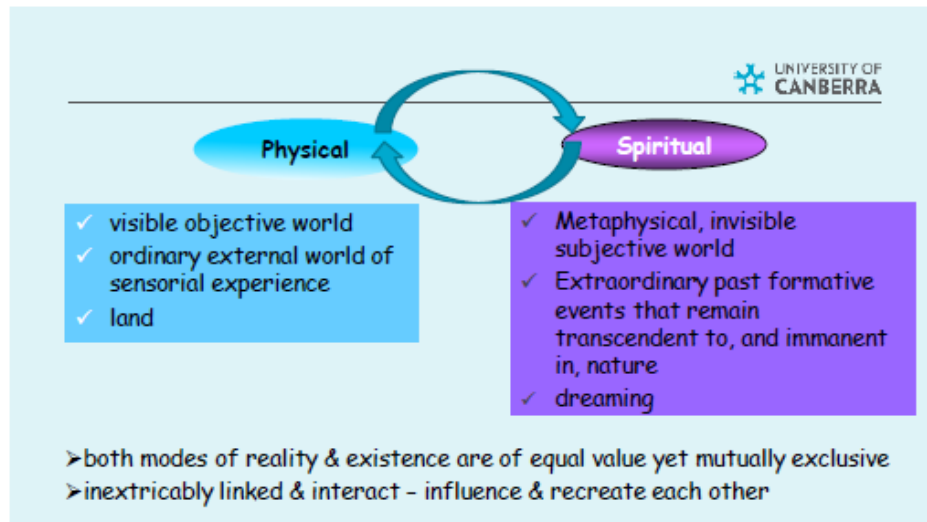 UNIVERSITY OF
CANBERRA
Physical
Spiritual
✓ visible objective world
✓ ordinary external world of
sensorial experience
✓ land
✓ Metaphysical, invisible
subjective world
✓ Extraordinary past formative
events that remain
transcendent to, and immanent
in, nature
✓ dreaming
➢both modes of reality & existence are of equal value yet mutually exclusive
➢inextricably linked & interact – influence & recreate each other